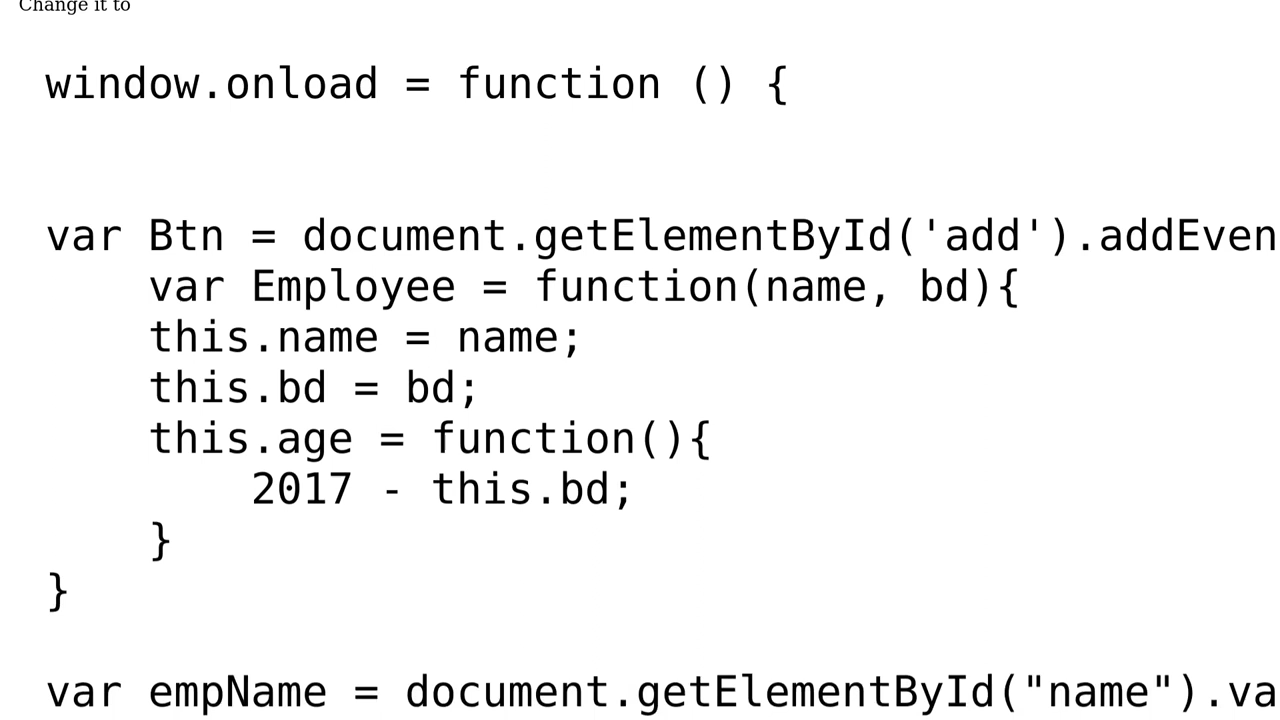 Change it to
window.onload = function () {
var Btn = document.getElementById('add').addEven
var Employee = function(name, bd){
this.name = name;
this.bd = bd;
this.age = function(){
2017 - this.bd;
}
}
var empName = document.getElementById("name").va